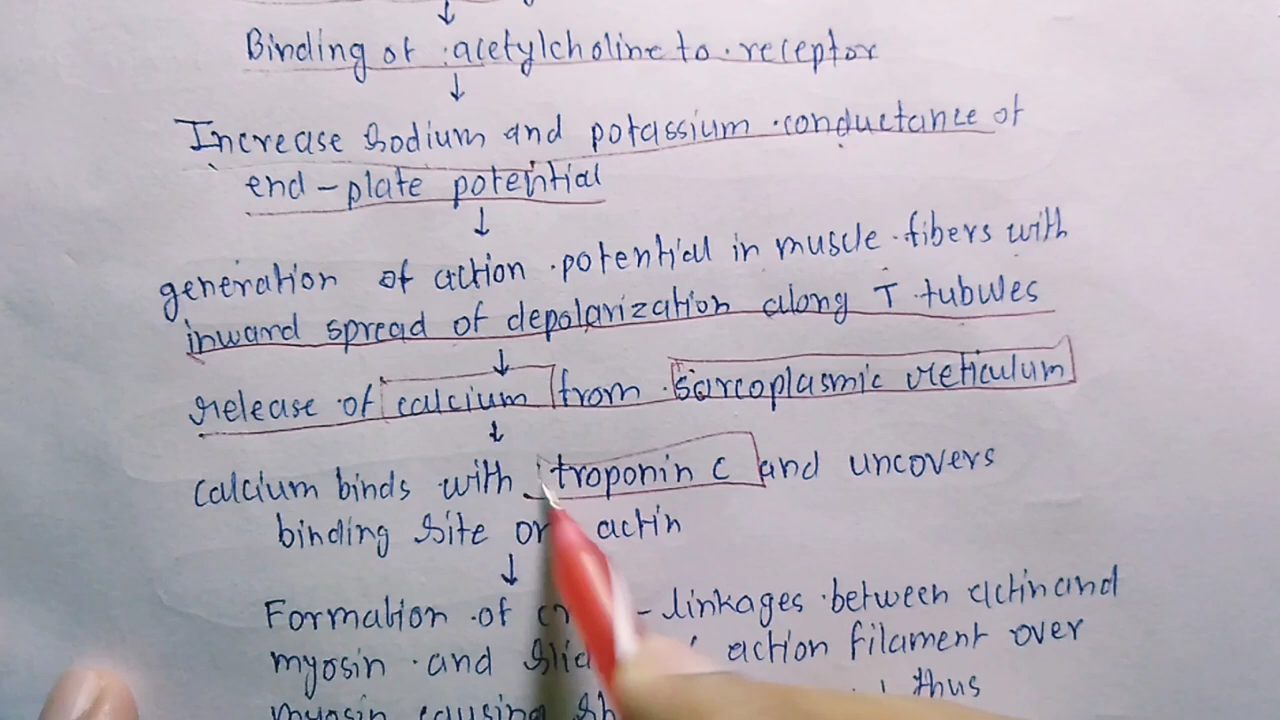 Binding of acetylcholine to receptor
Increase sodium and potassium conductance of
end-plate potential
generation of action potential in muscle fibers with
inward spread of depolarization along T tubules
release of calcium from sarcoplasmic reticulum
calcium binds with troponin C and uncovers
binding site on actin
Formation of - linkages between actin and
myosin and action filament over
myosin causing thus